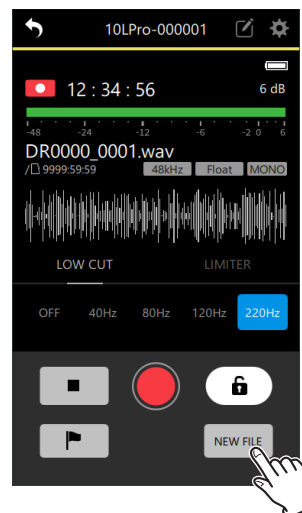 10LPro-000001
12 : 34 : 56 6 dB
-48 -24 -12 -6 -2 0 6
DR0000_0001.wav
/ 9999:59:59 48kHz Float MONO
LOW CUT LIMITER
OFF 40Hz 80Hz 120Hz 220Hz
NEW FILE